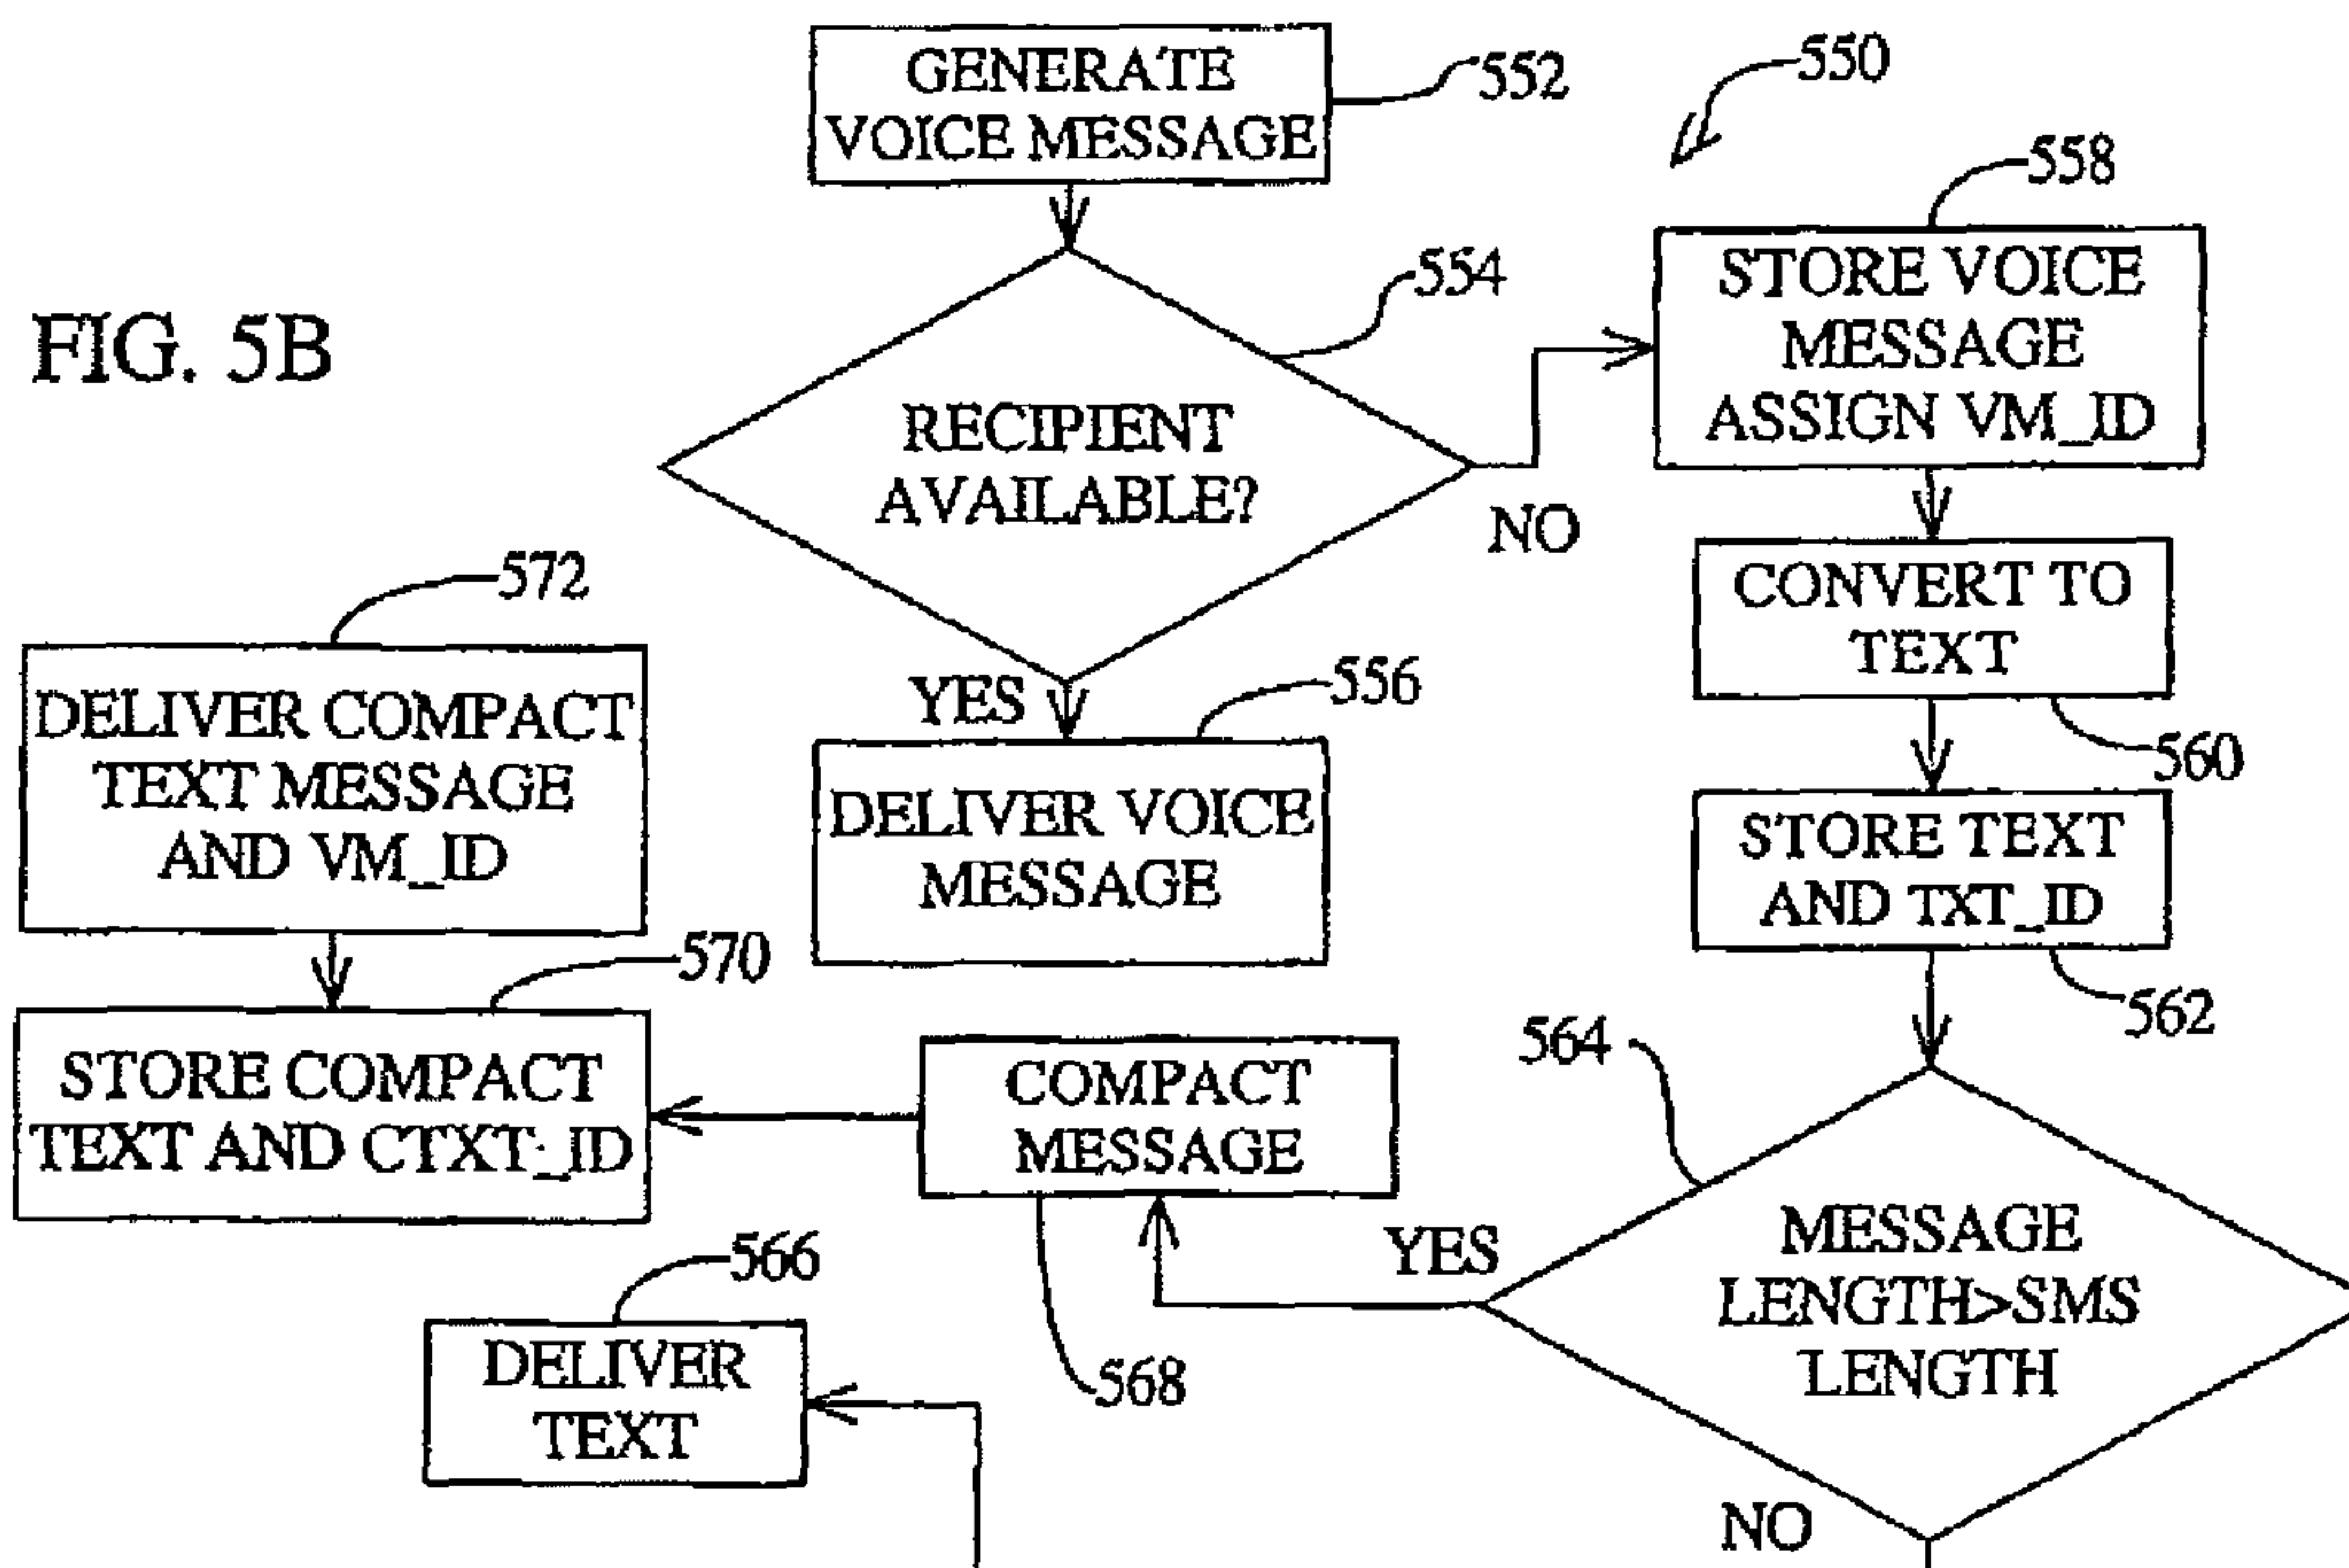 FIG. 5B
550
GENERATE
VOICE MESSAGE
552
RECIPIENT
AVAILABLE?
554
NO
YES
STORE VOICE
MESSAGE
ASSIGN VM_ID
558
CONVERT TO
TEXT
560
DELIVER VOICE
MESSAGE
556
STORE TEXT
AND TXT_ID
562
DELIVER COMPACT
TEXT MESSAGE
AND VM_ID
572
STORE COMPACT
TEXT AND CTXT_ID
570
COMPACT
MESSAGE
568
MESSAGE
LENGTH>SMS
LENGTH
564
YES
NO
DELIVER
TEXT
566